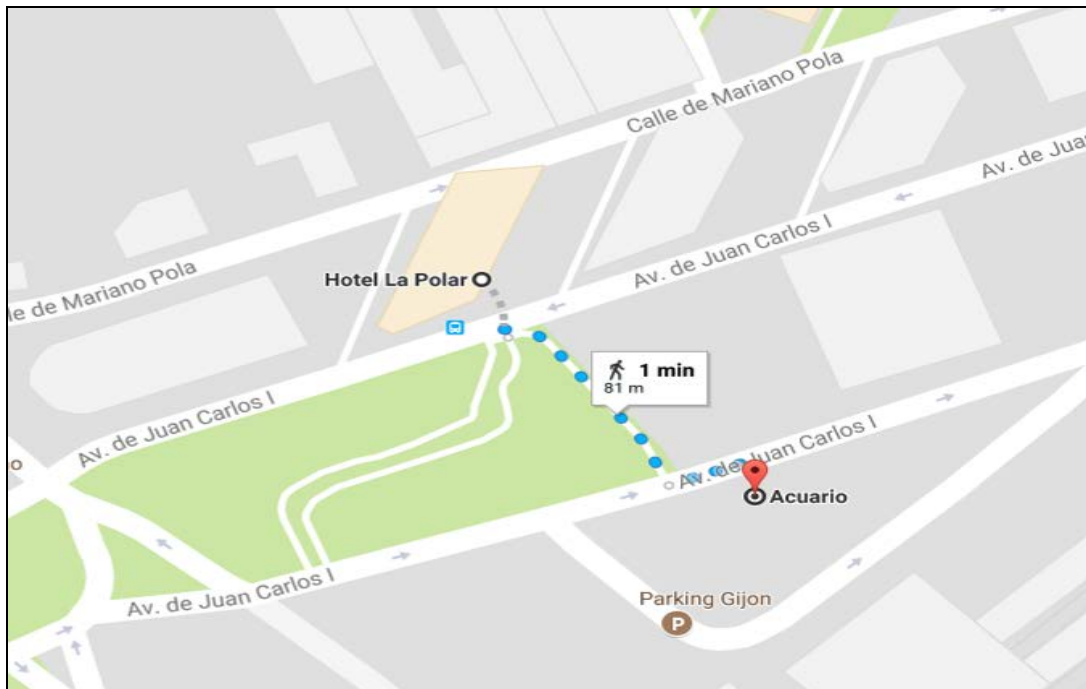 Calle de Mariano Pola
Av. de Jua
Av. de Juan Carlos I
Hotel La Polar
le de Mariano Pola
1 min
81 m
Av. de Juan Carlos I
Av. de Juan Carlos I
o
Acuario
Av. de Juan Carlos I
Parking Gijon
P